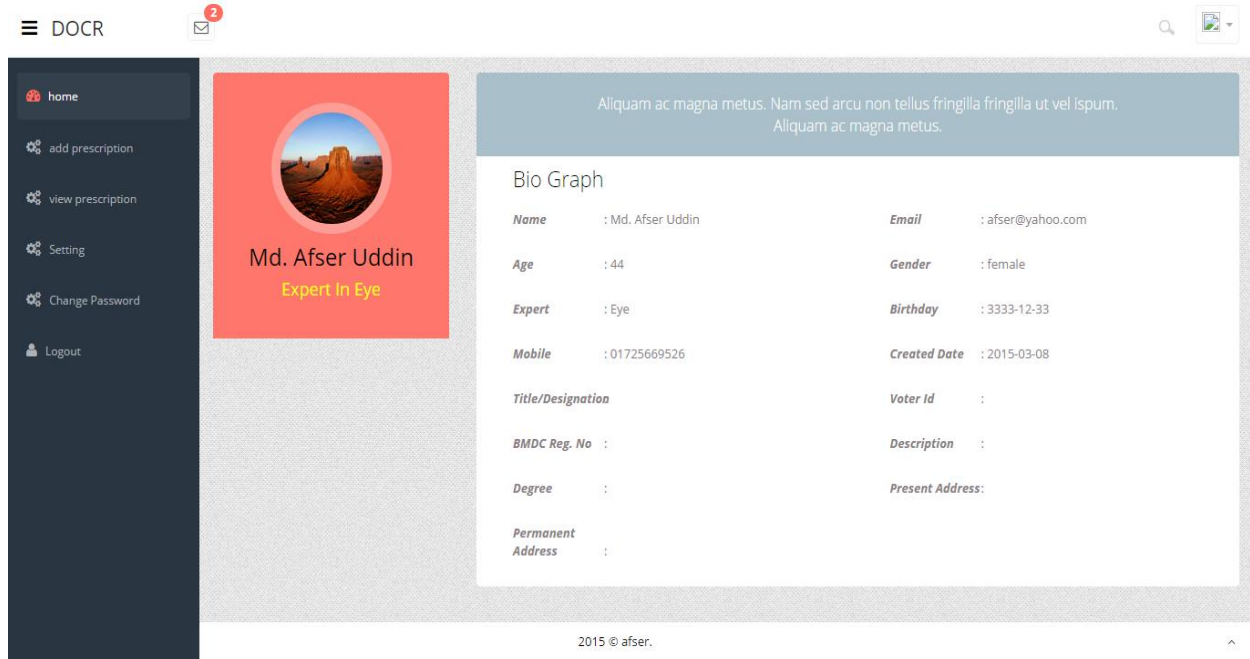 DOCR
2
home
add prescription
view prescription
Setting
Change Password
Logout
Md. Afser Uddin
Expert In Eye
Aliquam ac magna metus. Nam sed arcu non tellus fringilla fringilla ut vel ispum.
Aliquam ac magna metus.
Bio Graph
Name : Md. Afser Uddin Email : afser@yahoo.com
Age : 44 Gender : female
Expert : Eye Birthday : 3333-12-33
Mobile : 01725669526 Created Date : 2015-03-08
Title/Designation Voter Id :
BMDC Reg. No : Description :
Degree : Present Address:
Permanent
Address :
2015 © afser.